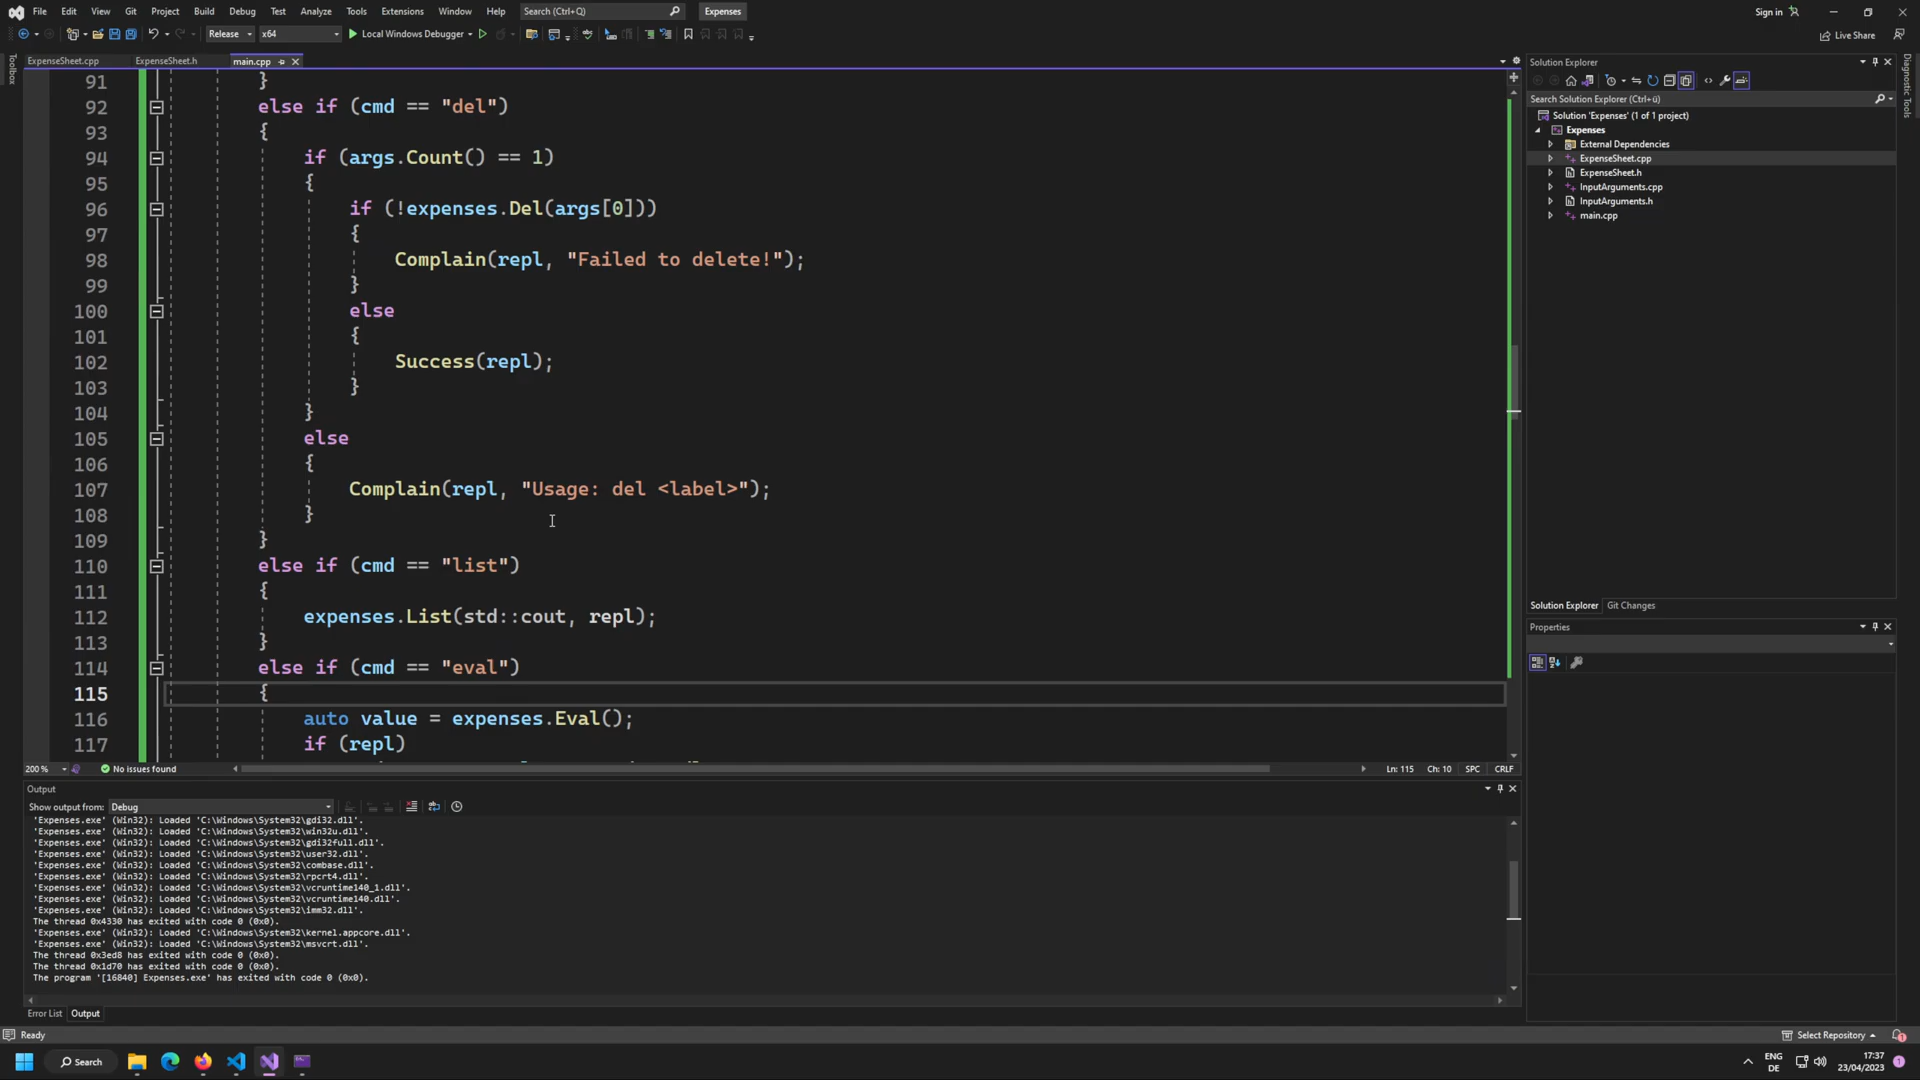 File Edit View Git Project Build Debug Test Analyze Tools Extensions Window Help Search (Ctrl+Q) Expenses Sign in
Release x64 Local Windows Debugger Live Share
Toolbox
ExpenseSheet.cpp ExpenseSheet.h main.cpp
91 }
92 else if (cmd == "del")
93 {
94 if (args.Count() == 1)
95 {
96 if (!expenses.Del(args[0]))
97 {
98 Complain(repl, "Failed to delete!");
99 }
100 else
101 {
102 Success(repl);
103 }
104 }
105 else
106 {
107 Complain(repl, "Usage: del <label>");
108 }
109 }
110 else if (cmd == "list")
111 {
112 expenses.List(std::cout, repl);
113 }
114 else if (cmd == "eval")
115 {
116 auto value = expenses.Eval();
117 if (repl)
200 % No issues found Ln: 115 Ch: 10 SPC CRLF
Output
Show output from: Debug
'Expenses.exe' (Win32): Loaded 'C:\Windows\System32\gdi32.dll'.
'Expenses.exe' (Win32): Loaded 'C:\Windows\System32\win32u.dll'.
'Expenses.exe' (Win32): Loaded 'C:\Windows\System32\gdi32full.dll'.
'Expenses.exe' (Win32): Loaded 'C:\Windows\System32\user32.dll'.
'Expenses.exe' (Win32): Loaded 'C:\Windows\System32\combase.dll'.
'Expenses.exe' (Win32): Loaded 'C:\Windows\System32\rpcrt4.dll'.
'Expenses.exe' (Win32): Loaded 'C:\Windows\System32\vcruntime140_1.dll'.
'Expenses.exe' (Win32): Loaded 'C:\Windows\System32\vcruntime140.dll'.
'Expenses.exe' (Win32): Loaded 'C:\Windows\System32\imm32.dll'.
The thread 0x4330 has exited with code 0 (0x0).
'Expenses.exe' (Win32): Loaded 'C:\Windows\System32\kernel.appcore.dll'.
'Expenses.exe' (Win32): Loaded 'C:\Windows\System32\msvcrt.dll'.
The thread 0x3ed8 has exited with code 0 (0x0).
The thread 0x1d70 has exited with code 0 (0x0).
The program '[16840] Expenses.exe' has exited with code 0 (0x0).
Error List Output
Solution Explorer
Search Solution Explorer (Ctrl+ü)
Solution 'Expenses' (1 of 1 project)
Expenses
External Dependencies
ExpenseSheet.cpp
ExpenseSheet.h
InputArguments.cpp
InputArguments.h
main.cpp
Solution Explorer Git Changes
Properties
Diagnostic Tools
Ready Select Repository 1
Search ENG DE 17:37 23/04/2023 1